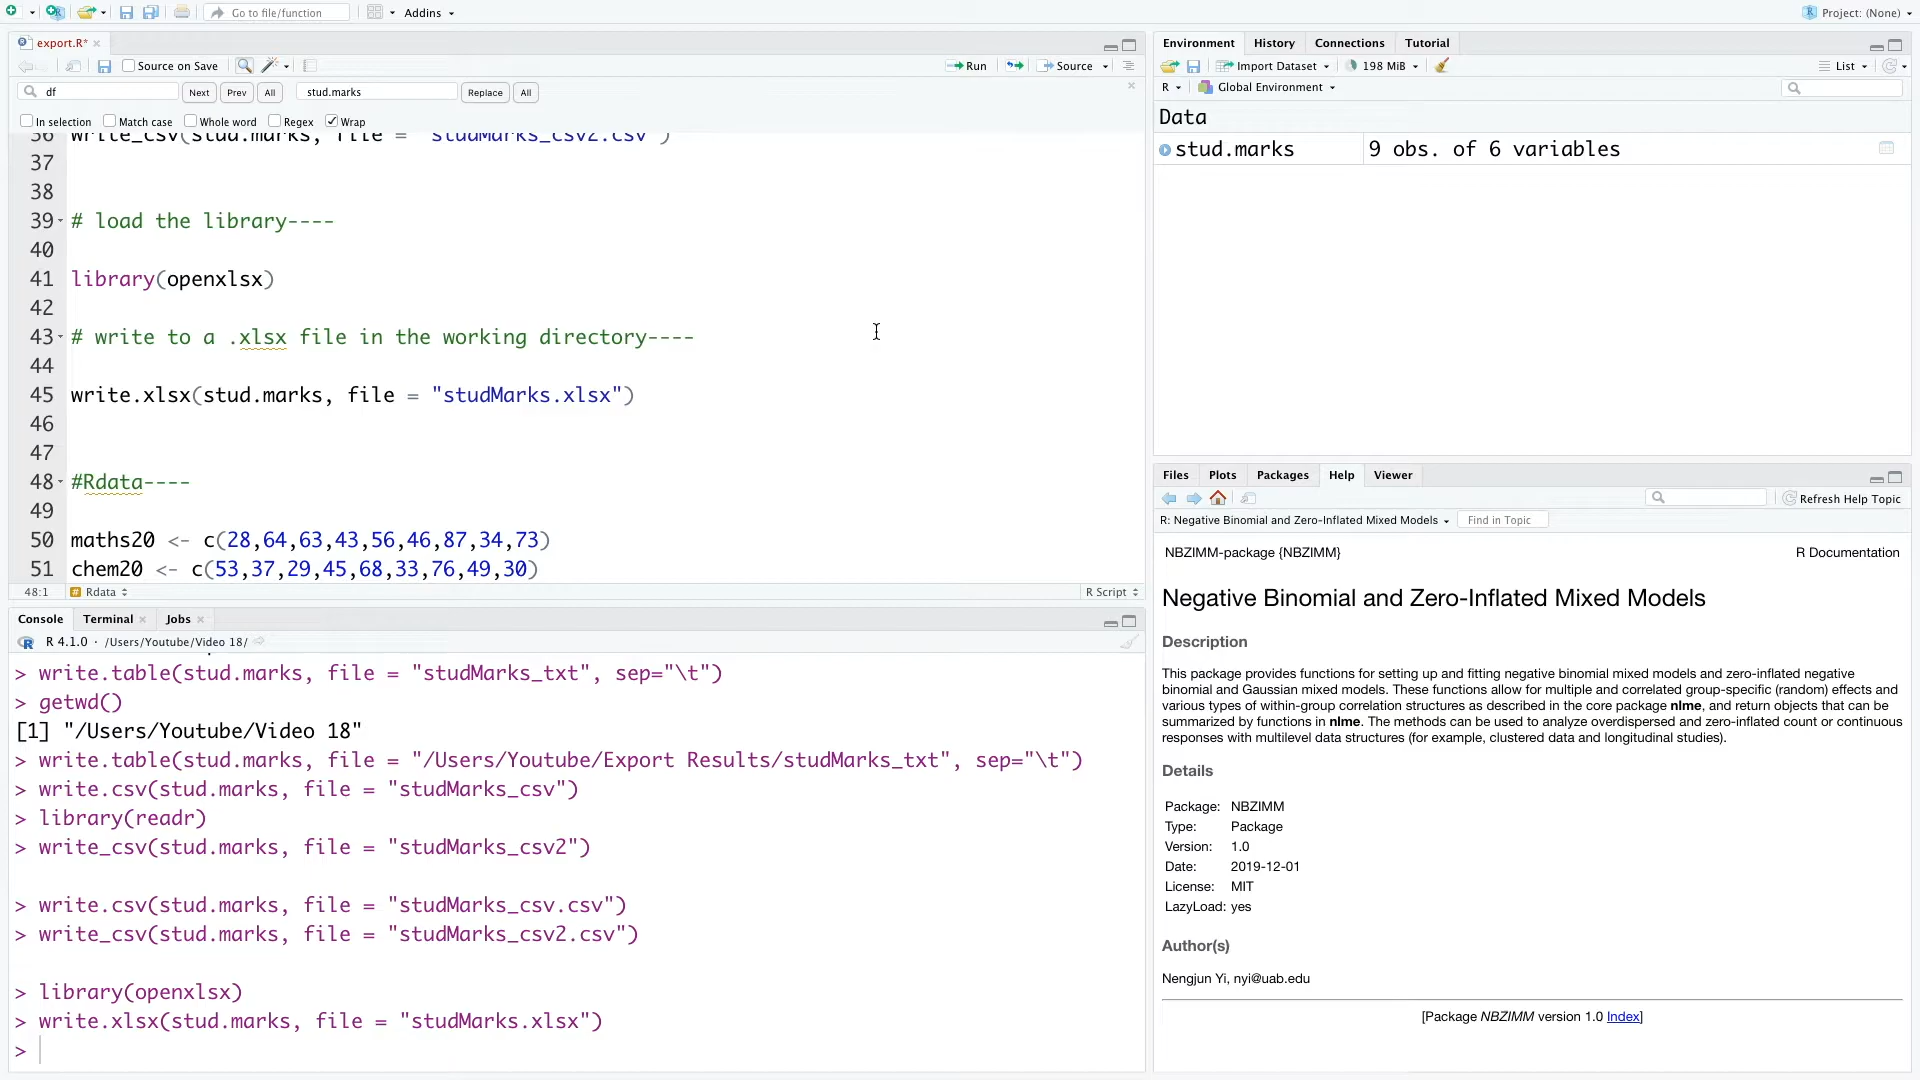 Go to file/function
Addins
Project: (None)
export.R*
Source on Save
Run
Source
df
Next
Prev
All
stud.marks
Replace
All
In selection
Match case
Whole word
Regex
Wrap
36 write_csv(stud.marks, file = "studMarks_csv2.csv")
37
38
39 # load the library----
40
41 library(openxlsx)
42
43 # write to a .xlsx file in the working directory----
44
45 write.xlsx(stud.marks, file = "studMarks.xlsx")
46
47
48 #Rdata----
49
50 maths20 <- c(28,64,63,43,56,46,87,34,73)
51 chem20 <- c(53,37,29,45,68,33,76,49,30)
48:1
Rdata
R Script
Console
Terminal
Jobs
R 4.1.0 · /Users/Youtube/Video 18/
> write.table(stud.marks, file = "studMarks_txt", sep="\t")
> getwd()
[1] "/Users/Youtube/Video 18"
> write.table(stud.marks, file = "/Users/Youtube/Export Results/studMarks_txt", sep="\t")
> write.csv(stud.marks, file = "studMarks_csv")
> library(readr)
> write_csv(stud.marks, file = "studMarks_csv2")
> write.csv(stud.marks, file = "studMarks_csv.csv")
> write_csv(stud.marks, file = "studMarks_csv2.csv")
> library(openxlsx)
> write.xlsx(stud.marks, file = "studMarks.xlsx")
>
Environment
History
Connections
Tutorial
Import Dataset
198 MiB
List
R
Global Environment
Data
stud.marks
9 obs. of 6 variables
Files
Plots
Packages
Help
Viewer
Refresh Help Topic
R: Negative Binomial and Zero-Inflated Mixed Models
Find in Topic
NBZIMM-package {NBZIMM}
R Documentation
Negative Binomial and Zero-Inflated Mixed Models
Description
This package provides functions for setting up and fitting negative binomial mixed models and zero-inflated negative
binomial and Gaussian mixed models. These functions allow for multiple and correlated group-specific (random) effects and
various types of within-group correlation structures as described in the core package nlme, and return objects that can be
summarized by functions in nlme. The methods can be used to analyze overdispersed and zero-inflated count or continuous
responses with multilevel data structures (for example, clustered data and longitudinal studies).
Details
Package: NBZIMM
Type: Package
Version: 1.0
Date: 2019-12-01
License: MIT
LazyLoad: yes
Author(s)
Nengjun Yi, nyi@uab.edu
[Package NBZIMM version 1.0 Index]